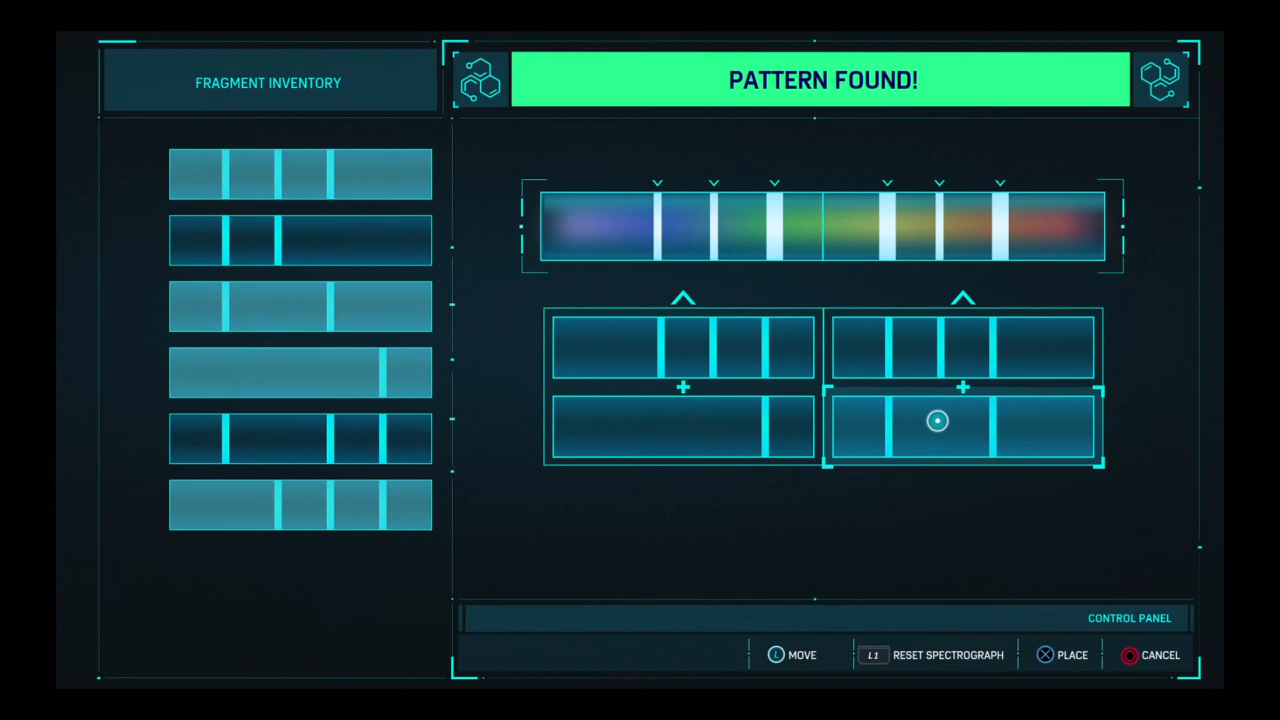 FRAGMENT INVENTORY
PATTERN FOUND!
CONTROL PANEL
L MOVE
L1 RESET SPECTROGRAPH
PLACE
CANCEL